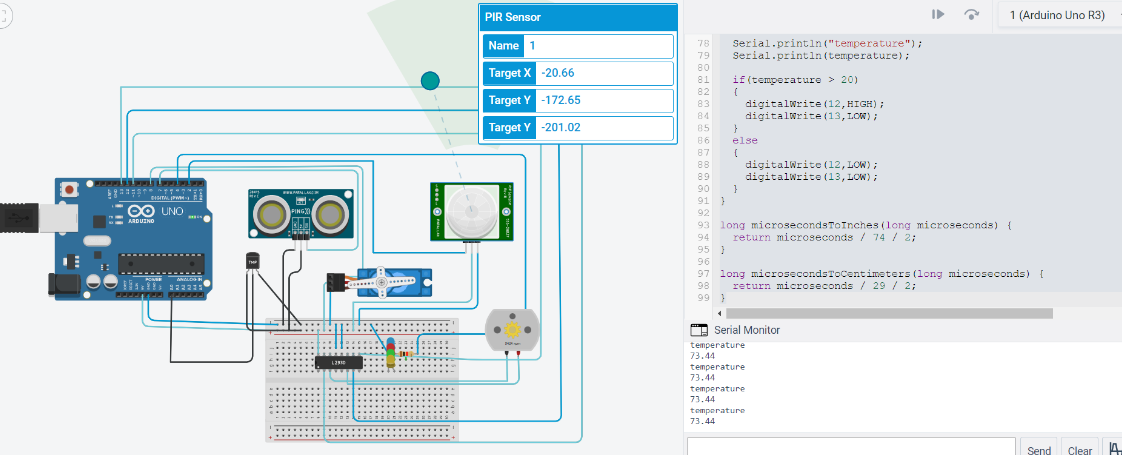 PIR Sensor
Name 1
Target X -20.66
Target Y -172.65
Target Y -201.02
1 (Arduino Uno R3)
78 Serial.println("temperature");
79 Serial.println(temperature);
80
81 if(temperature > 20)
82 {
83 digitalWrite(12,HIGH);
84 digitalWrite(13,LOW);
85 }
86 else
87 {
88 digitalWrite(12,LOW);
89 digitalWrite(13,LOW);
90 }
91 }
92
93 long microsecondsToInches(long microseconds) {
94 return microseconds / 74 / 2;
95 }
96
97 long microsecondsToCentimeters(long microseconds) {
98 return microseconds / 29 / 2;
99 }
Serial Monitor
temperature
73.44
temperature
73.44
temperature
73.44
temperature
73.44
Send
Clear
DIGITAL (PWM~)
UNO
ARDUINO
POWER
ANALOG IN
PING)))
TMP
L293D